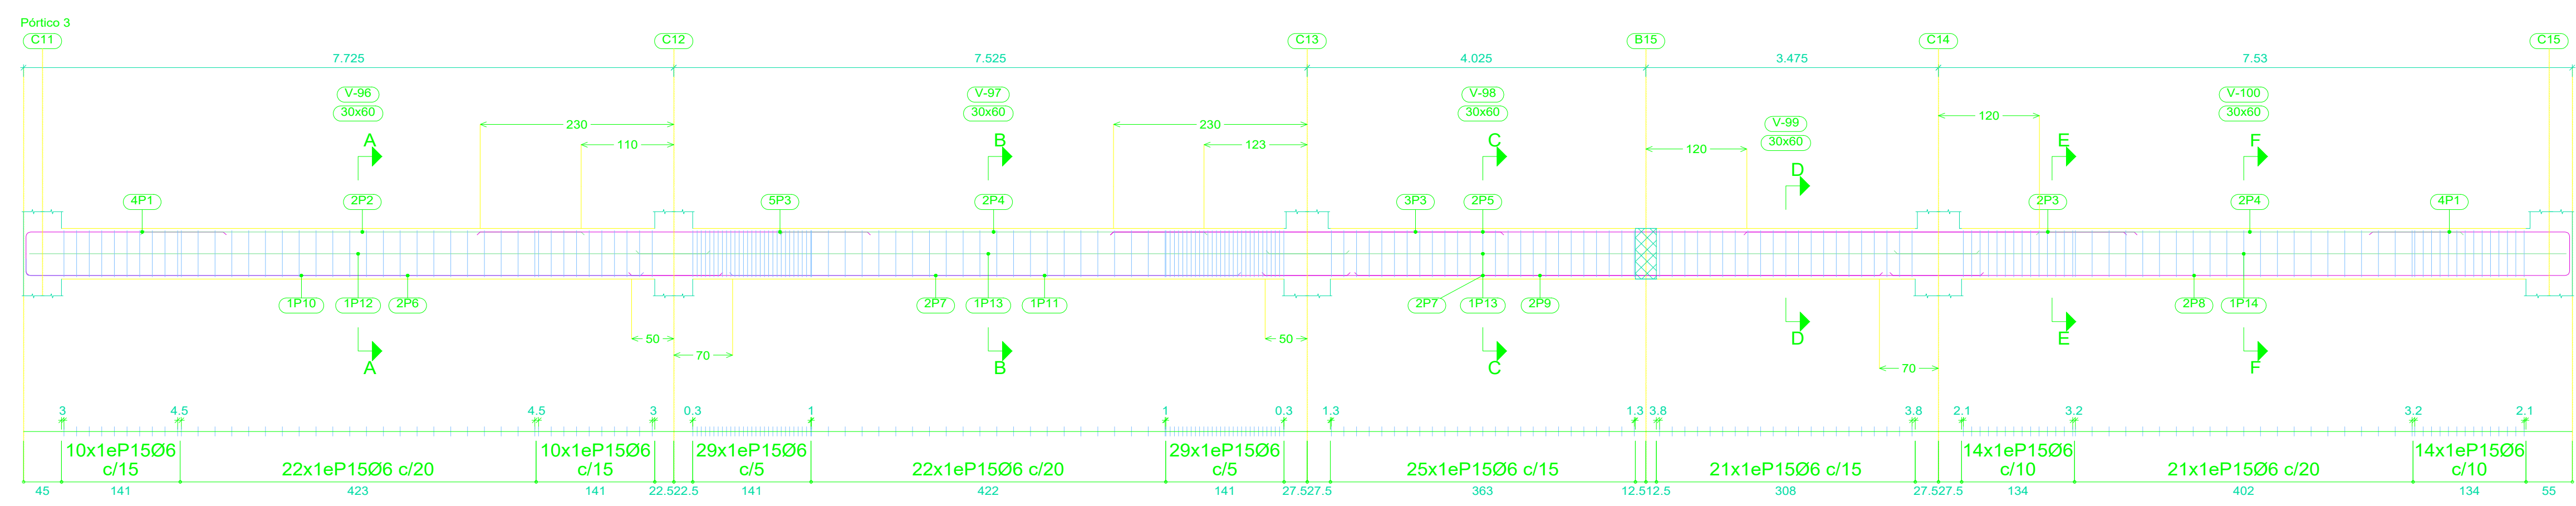 Pórtico 3
C11 C12 C13 B15 C14 C15
7.725 7.525 4.025 3.475 7.53
V-96 V-97 V-98 V-100
30x60 30x60 30x60 30x60
120
V-99
230 230
A B C 30x60 E F
110 123 120
D
4P1 2P2 5P3 2P4 3P3 2P5 2P3 2P4 4P1
1P10 1P12 2P6 2P7 1P13 1P11 2P7 1P13 2P9 2P8 1P14
50 70 50 70
D E
A B C F
3 4.5 4.5 3 0.3 1 1 0.3 1.3 1.3 3.8 3.8 2.1 3.2 3.2 2.1
10x1eP15Ø6 10x1eP15Ø6 29x1eP15Ø6 29x1eP15Ø6 14x1eP15Ø6 14x1eP15Ø6
c/15 22x1eP15Ø6 c/20 c/15 c/5 22x1eP15Ø6 c/20 c/5 25x1eP15Ø6 c/15 21x1eP15Ø6 c/15 c/10 21x1eP15Ø6 c/20 c/10
45 141 423 141 22.5 22.5 141 422 141 27.5 27.5 363 12.5 12.5 308 27.5 27.5 134 402 134 55